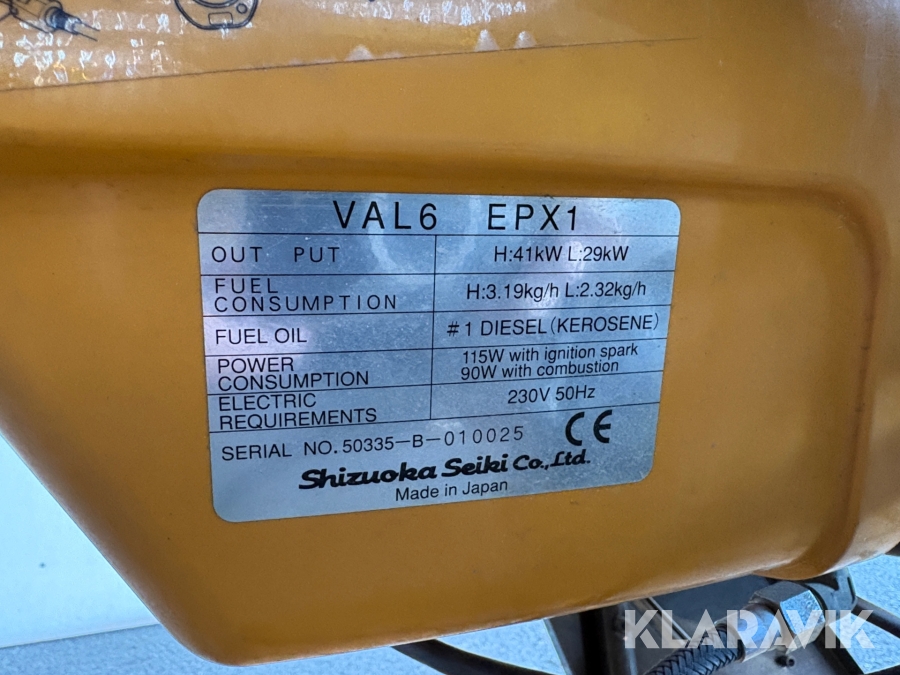 VAL6 EPX1
OUT PUT H:41kW L:29kW
FUEL CONSUMPTION H:3.19kg/h L:2.32kg/h
FUEL OIL #1 DIESEL (KEROSENE)
POWER CONSUMPTION 115W with ignition spark
90W with combustion
ELECTRIC REQUIREMENTS 230V 50Hz
SERIAL NO. 50335-B-010025 CE
Shizuoka Seiki Co., Ltd.
Made in Japan
KLARAVIK